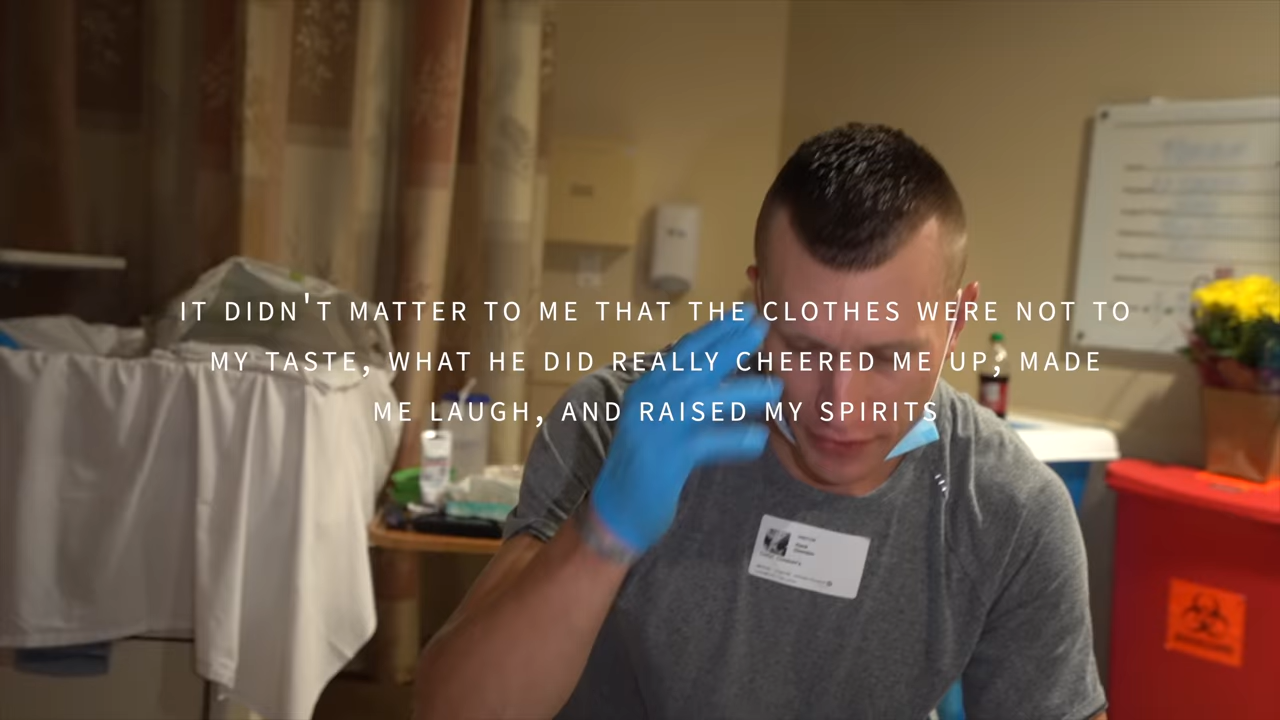 IT DIDN'T MATTER TO ME THAT THE CLOTHES WERE NOT TO
MY TASTE, WHAT HE DID REALLY CHEERED ME UP; MADE
ME LAUGH, AND RAISED MY SPIRITS